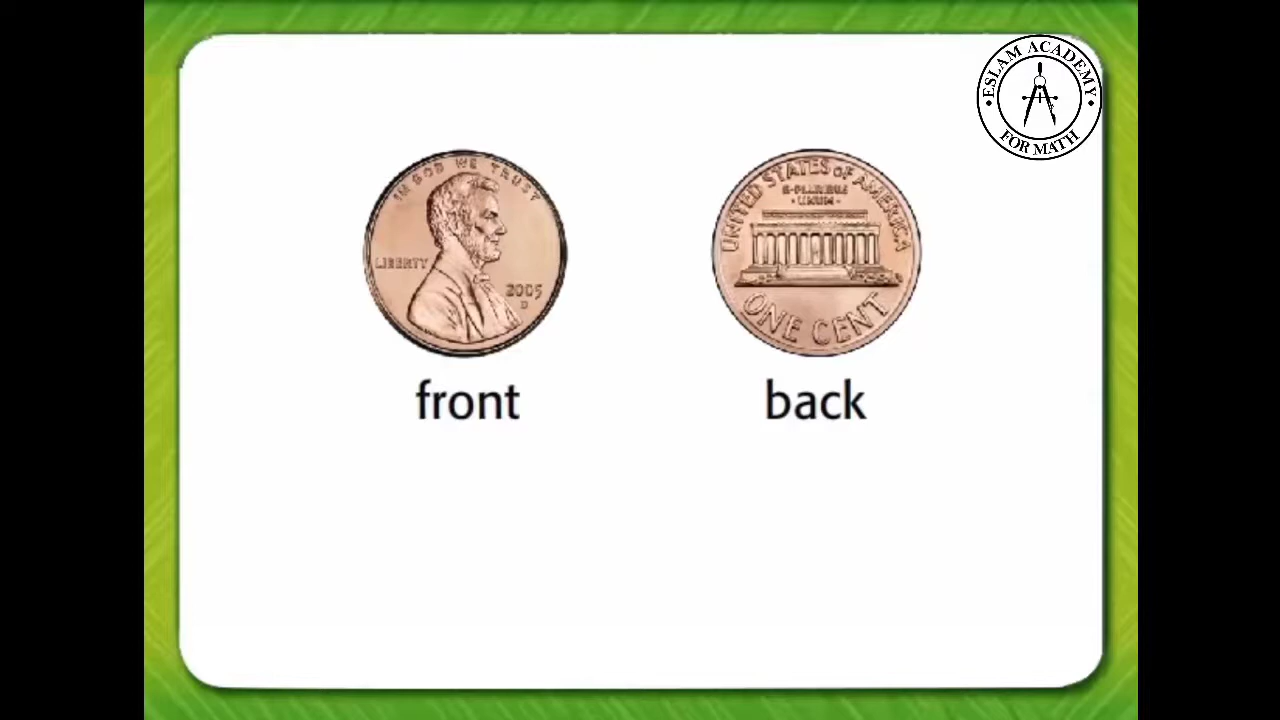 ESLAM ACADEMY
FOR MATH
IN GOD WE TRUST
LIBERTY
2005
D
front
UNITED STATES OF AMERICA
E·PLURIBUS
·UNUM·
ONE CENT
back